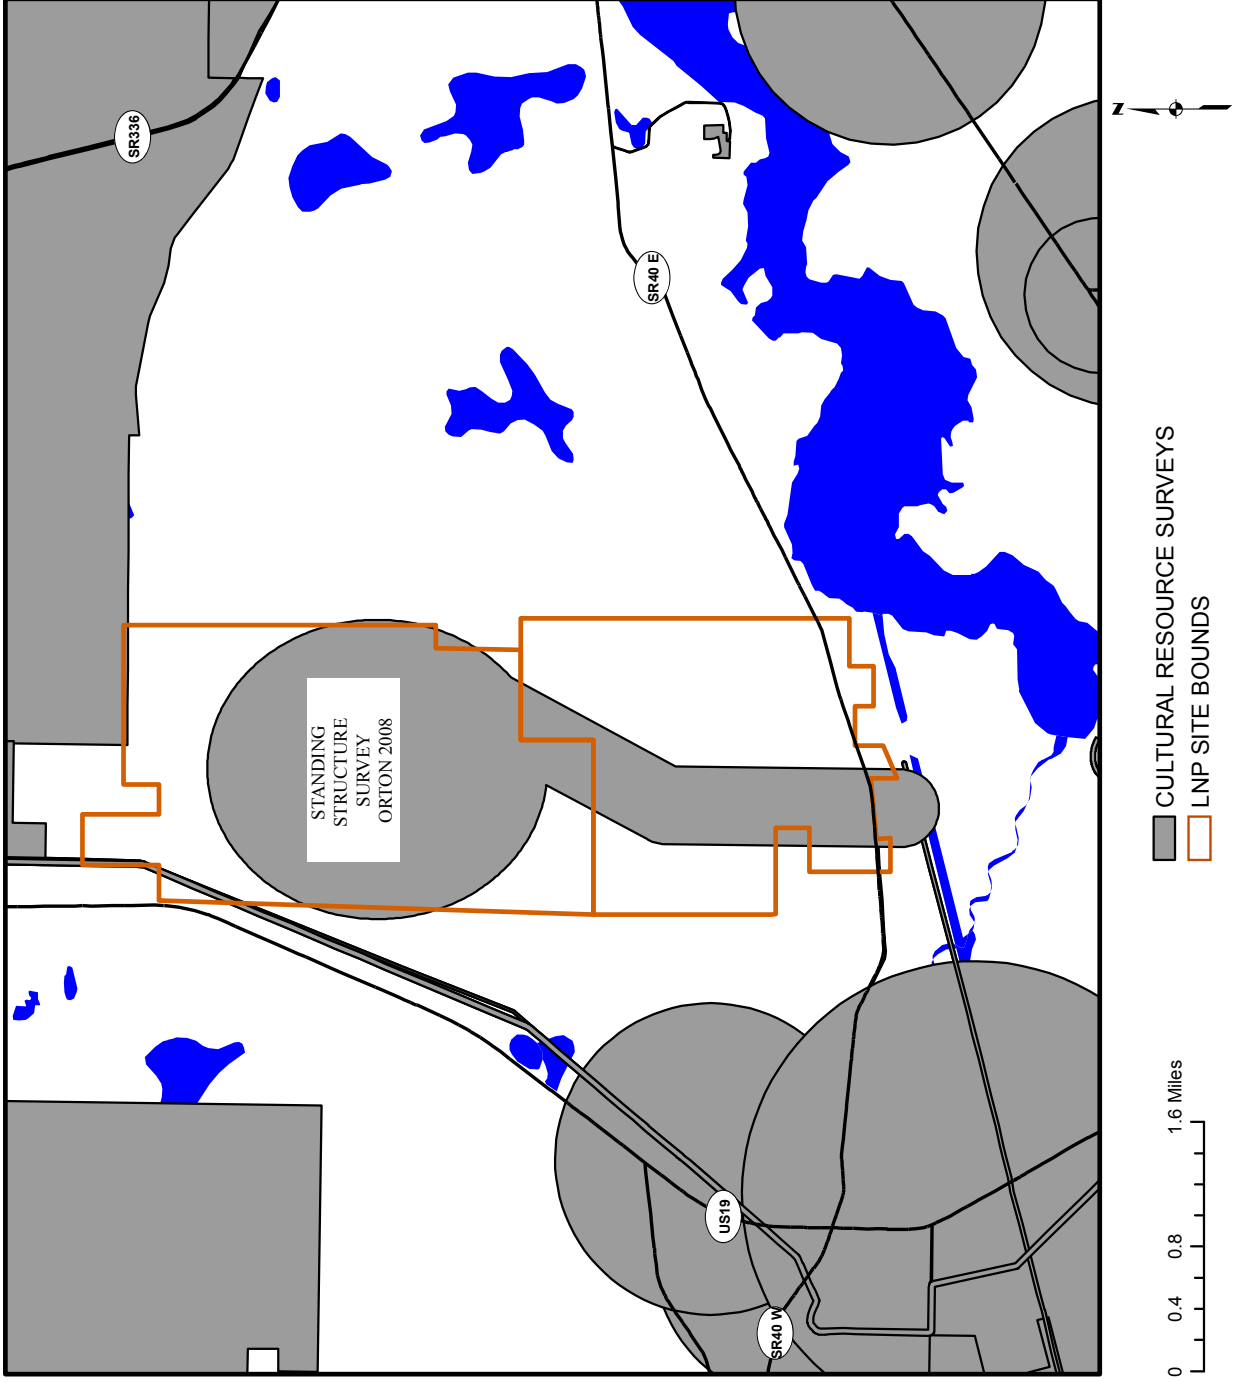 SR336
SR40 E
STANDING
STRUCTURE
SURVEY
ORTON 2008
US19
SR40 W
N
CULTURAL RESOURCE SURVEYS
LNP SITE BOUNDS
0 0.4 0.8 1.6 Miles